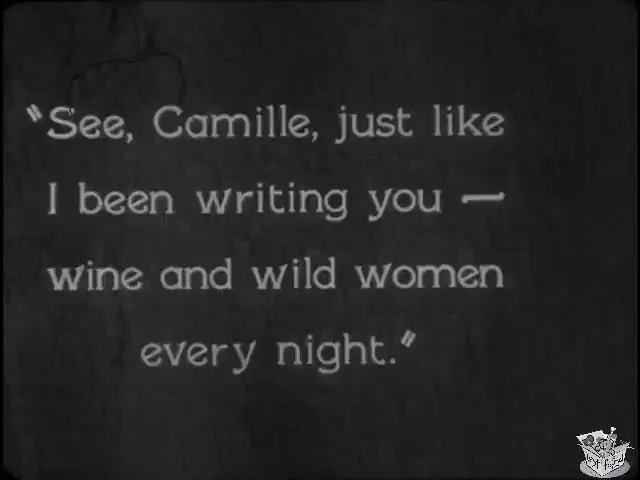 "See, Camille, just like
I been writing you —
wine and wild women
every night."